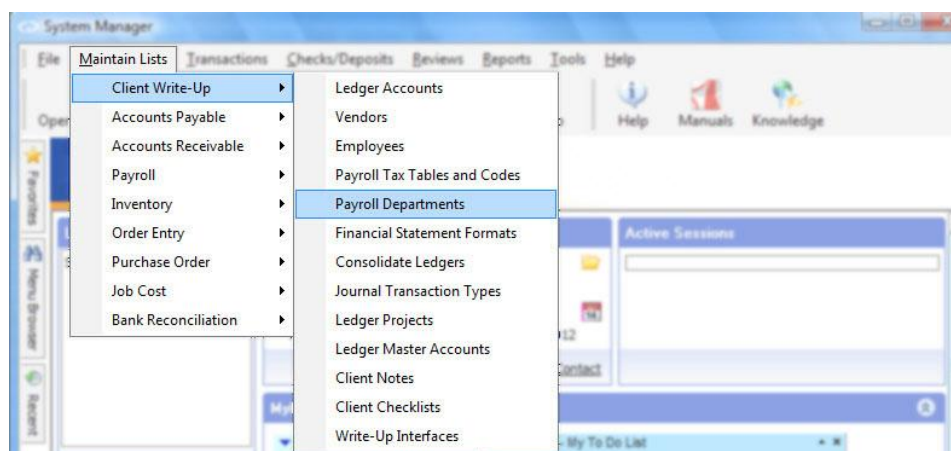 System Manager
File Maintain Lists Transactions Checks/Deposits Reviews Reports Tools Help
Client Write-Up
Accounts Payable
Accounts Receivable
Payroll
Inventory
Order Entry
Purchase Order
Job Cost
Bank Reconciliation
Ledger Accounts
Vendors
Employees
Payroll Tax Tables and Codes
Payroll Departments
Financial Statement Formats
Consolidate Ledgers
Journal Transaction Types
Ledger Projects
Ledger Master Accounts
Client Notes
Client Checklists
Write-Up Interfaces
Help Manuals Knowledge
Favorites
Menu Browser
Recent
Active Sessions
Contact
- My To Do List